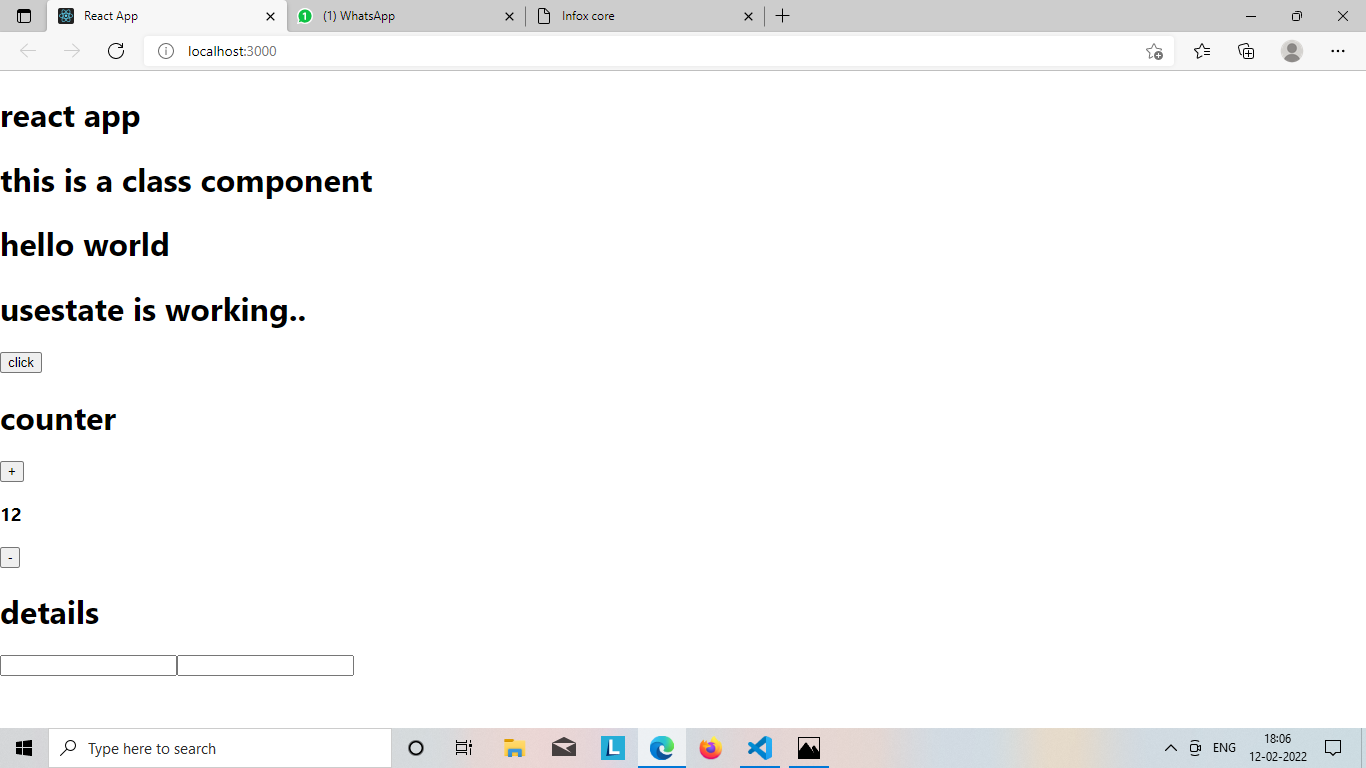 React App
(1) WhatsApp
Infox core
localhost:3000
react app
this is a class component
hello world
usestate is working..
click
counter
+
12
-
details
Type here to search
L
ENG
18:06
12-02-2022